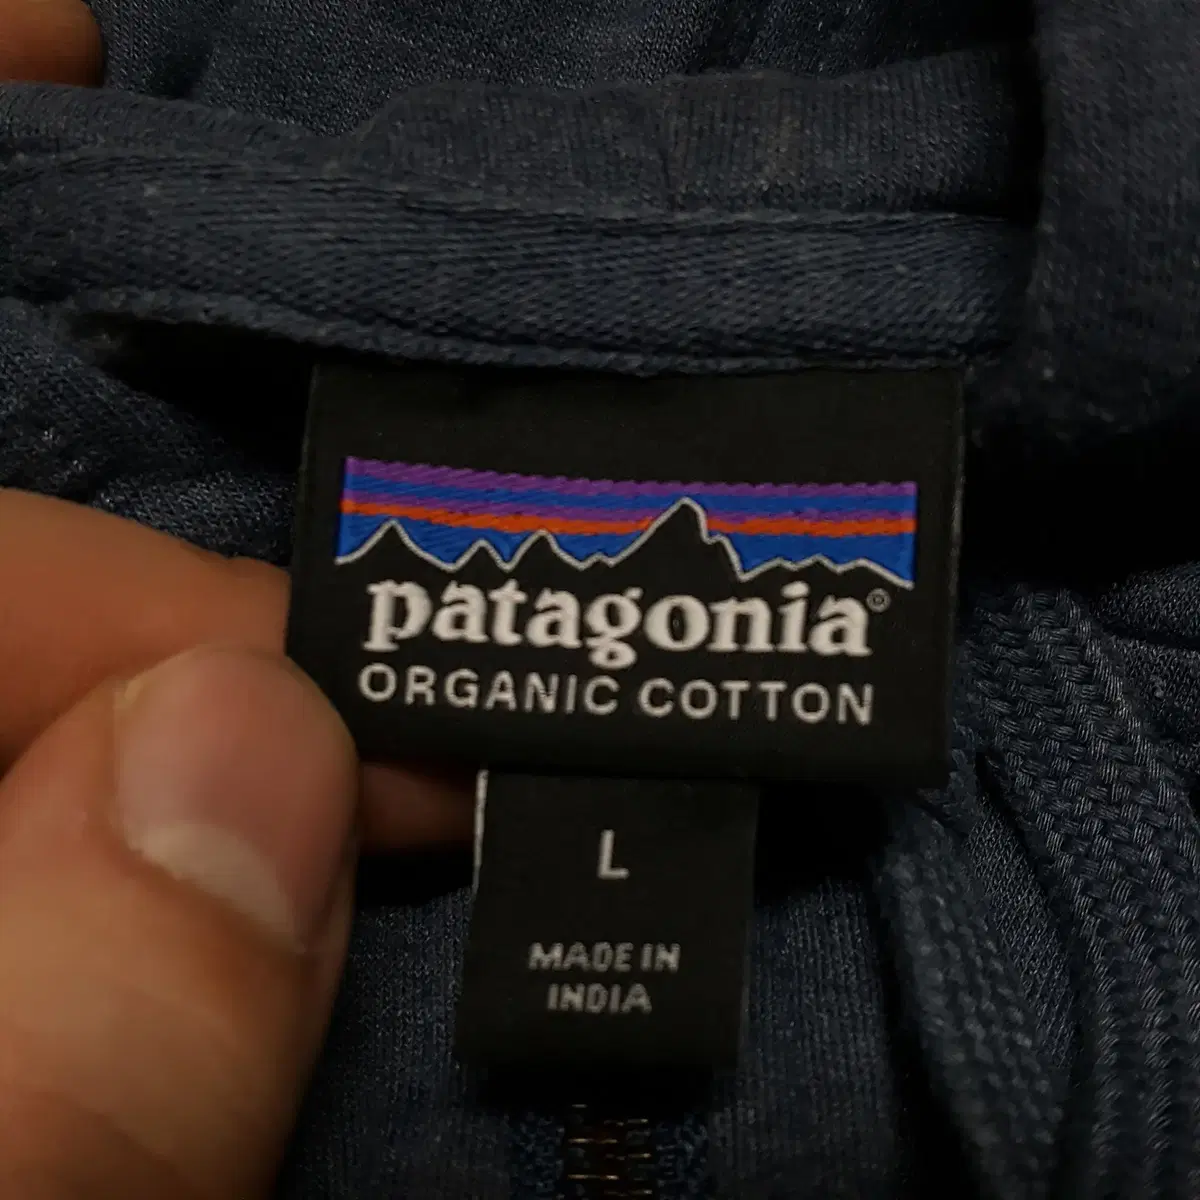 patagonia®
ORGANIC COTTON
L
MADE IN
INDIA